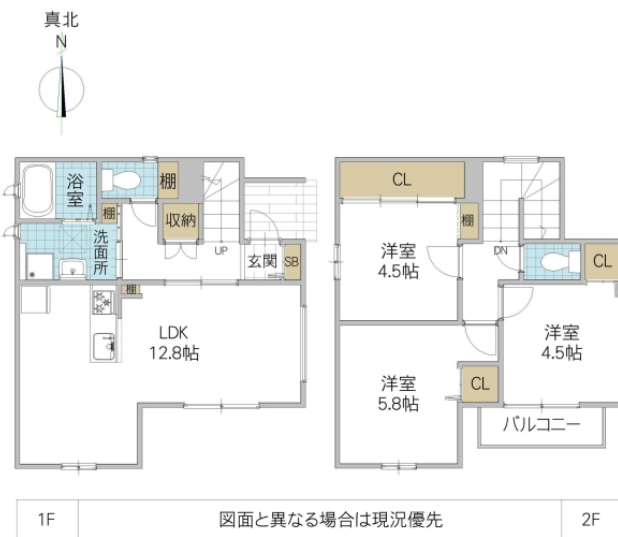 真北
N
浴室
棚
棚
収納
洗面所
UP
玄関
SB
棚
LDK
12.8帖
CL
棚
洋室
4.5帖
DN
CL
洋室
4.5帖
洋室
5.8帖
CL
バルコニー
1F
図面と異なる場合は現況優先
2F